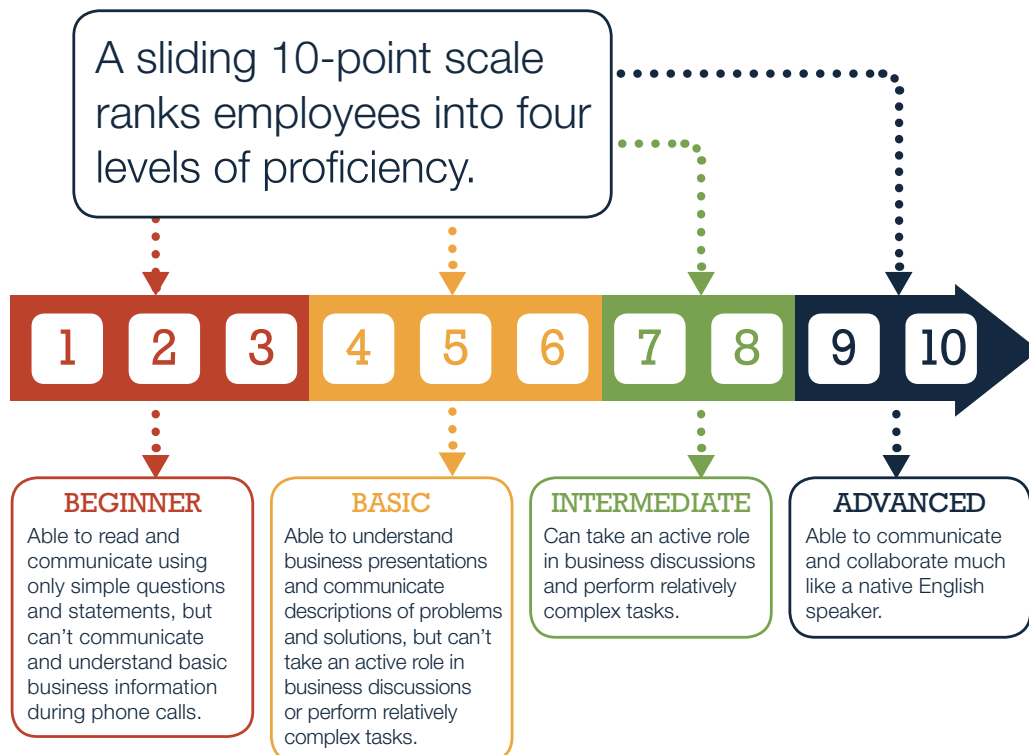 A sliding 10-point scale
ranks employees into four
levels of proficiency.
1 2 3 4 5 6 7 8 9 10
BEGINNER
Able to read and
communicate using
only simple questions
and statements, but
can’t communicate
and understand basic
business information
during phone calls.
BASIC
Able to understand
business presentations
and communicate
descriptions of problems
and solutions, but can’t
take an active role in
business discussions
or perform relatively
complex tasks.
INTERMEDIATE
Can take an active role
in business discussions
and perform relatively
complex tasks.
ADVANCED
Able to communicate
and collaborate much
like a native English
speaker.